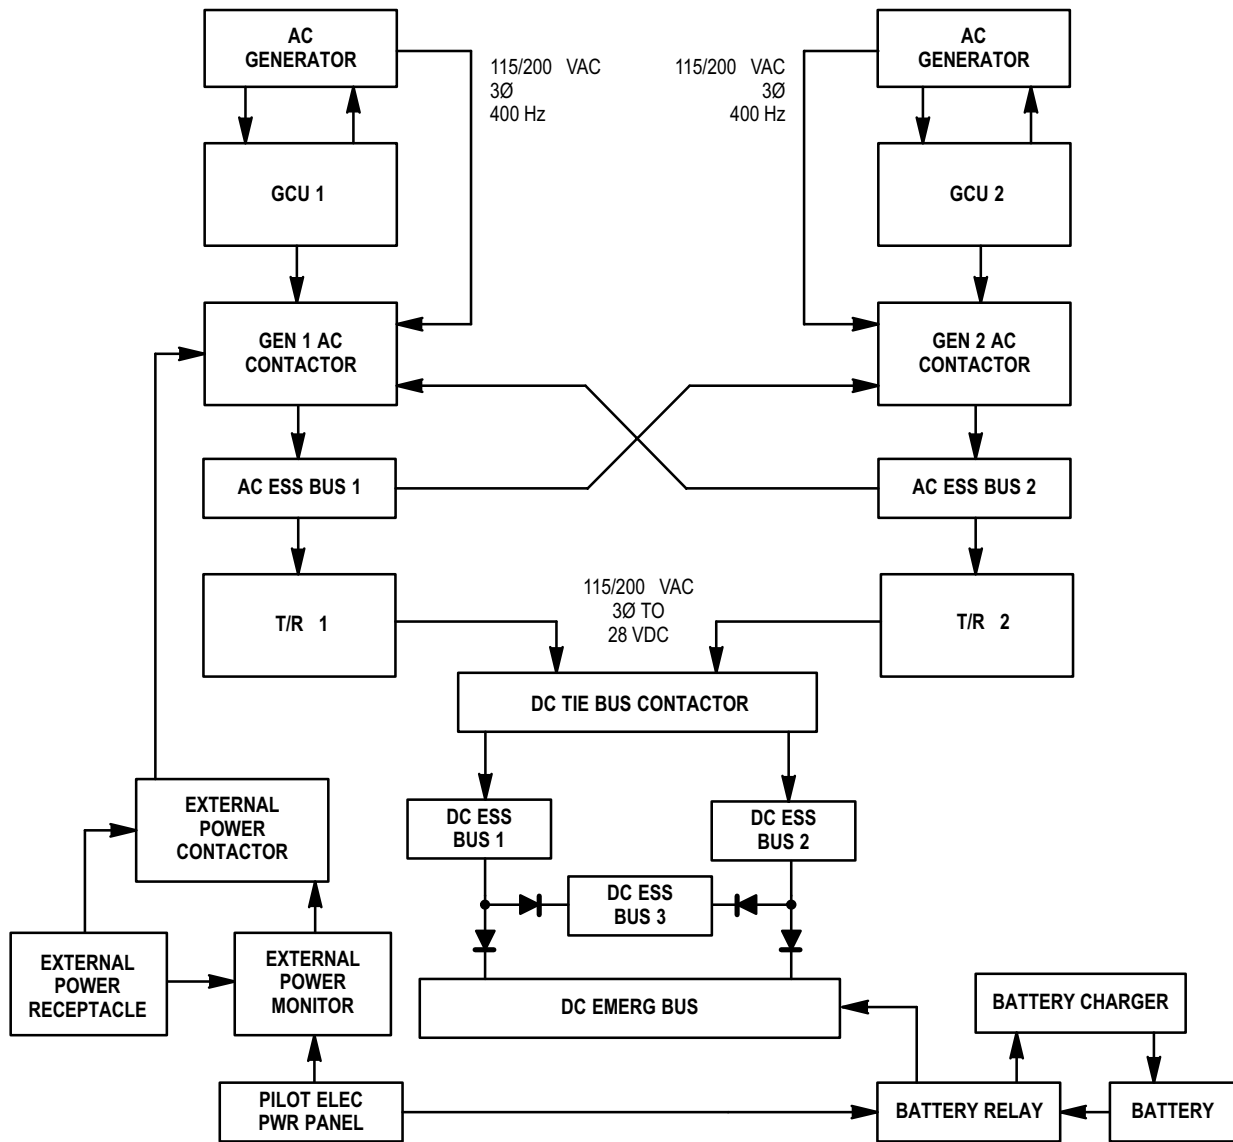 AC
GENERATOR
115/200 VAC
3Ø
400 Hz
115/200 VAC
3Ø
400 Hz
AC
GENERATOR
GCU 1
GCU 2
GEN 1 AC
CONTACTOR
GEN 2 AC
CONTACTOR
AC ESS BUS 1
AC ESS BUS 2
T/R 1
115/200 VAC
3Ø TO
28 VDC
T/R 2
DC TIE BUS CONTACTOR
EXTERNAL
POWER
CONTACTOR
DC ESS
BUS 1
DC ESS
BUS 2
DC ESS
BUS 3
EXTERNAL
POWER
RECEPTACLE
EXTERNAL
POWER
MONITOR
DC EMERG BUS
BATTERY CHARGER
PILOT ELEC
PWR PANEL
BATTERY RELAY
BATTERY